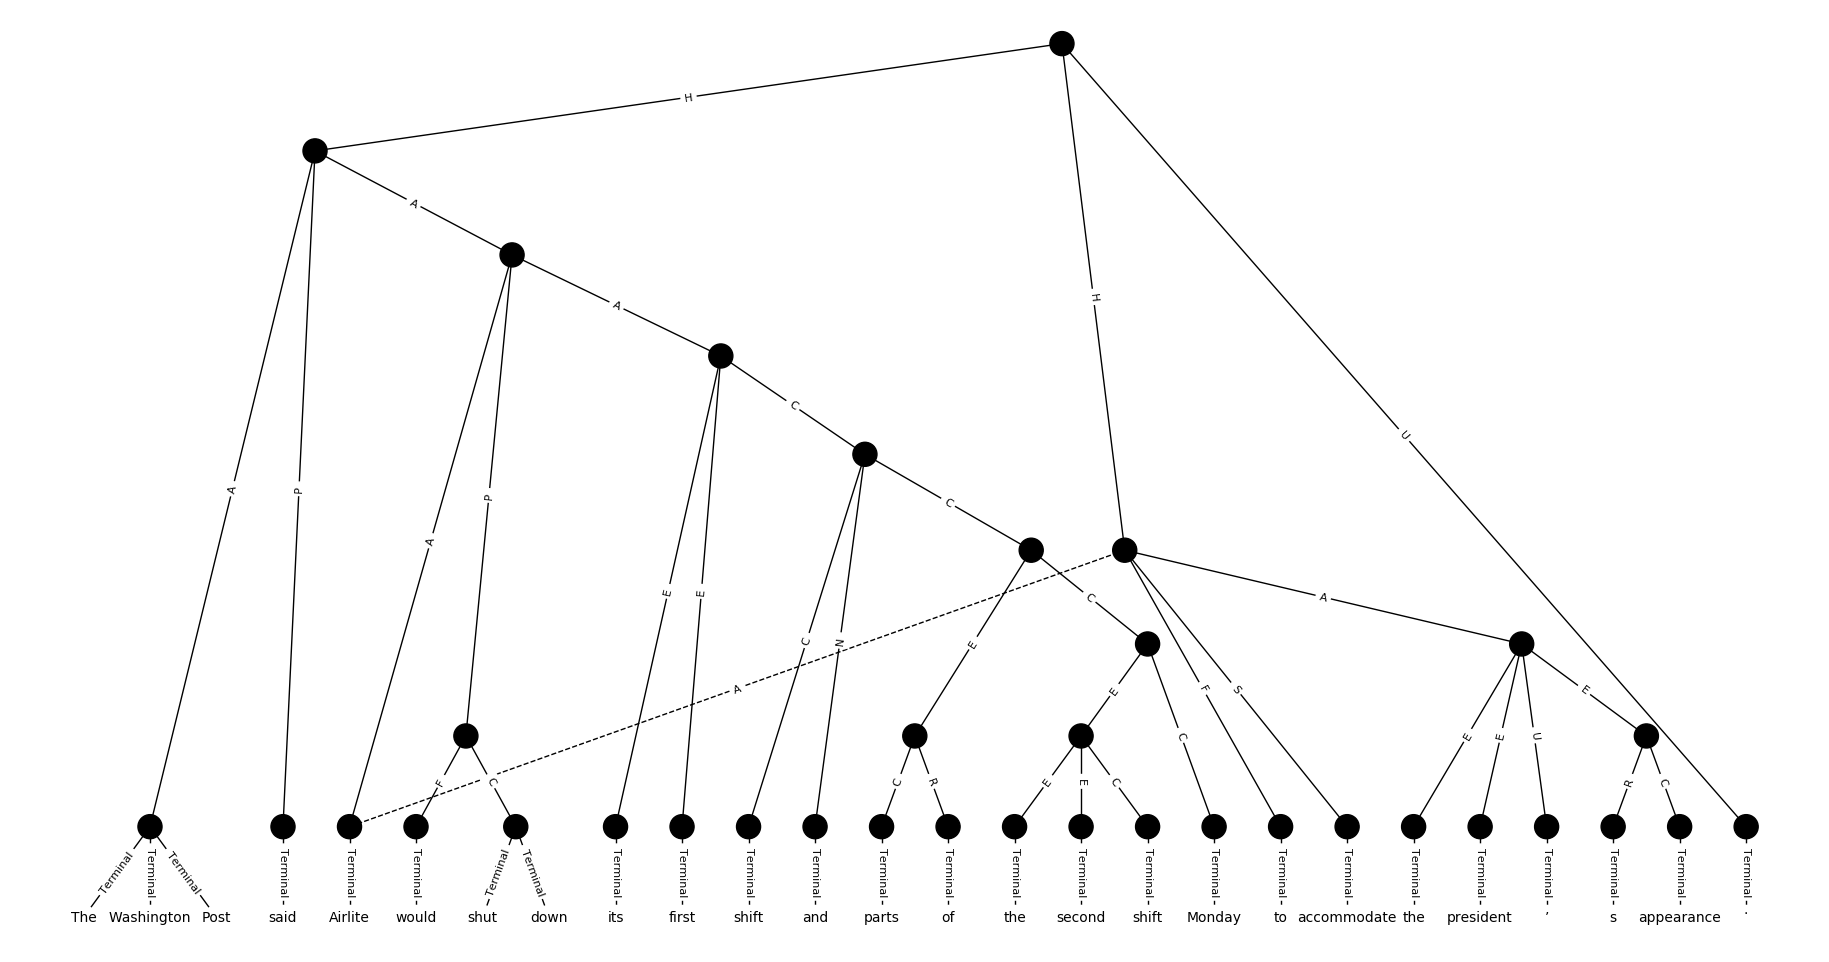 H
A
A
H
C
U
A P P C
A
E E A
C N E C
A E F S E
E E U C
F C C R E E C R C
Terminal Terminal Terminal Terminal Terminal Terminal Terminal Terminal Terminal Terminal Terminal Terminal Terminal Terminal Terminal Terminal Terminal Terminal Terminal Terminal Terminal Terminal Terminal Terminal Terminal Terminal
The Washington Post said Airlite would shut down its first shift and parts of the second shift Monday to accommodate the president ' s appearance .